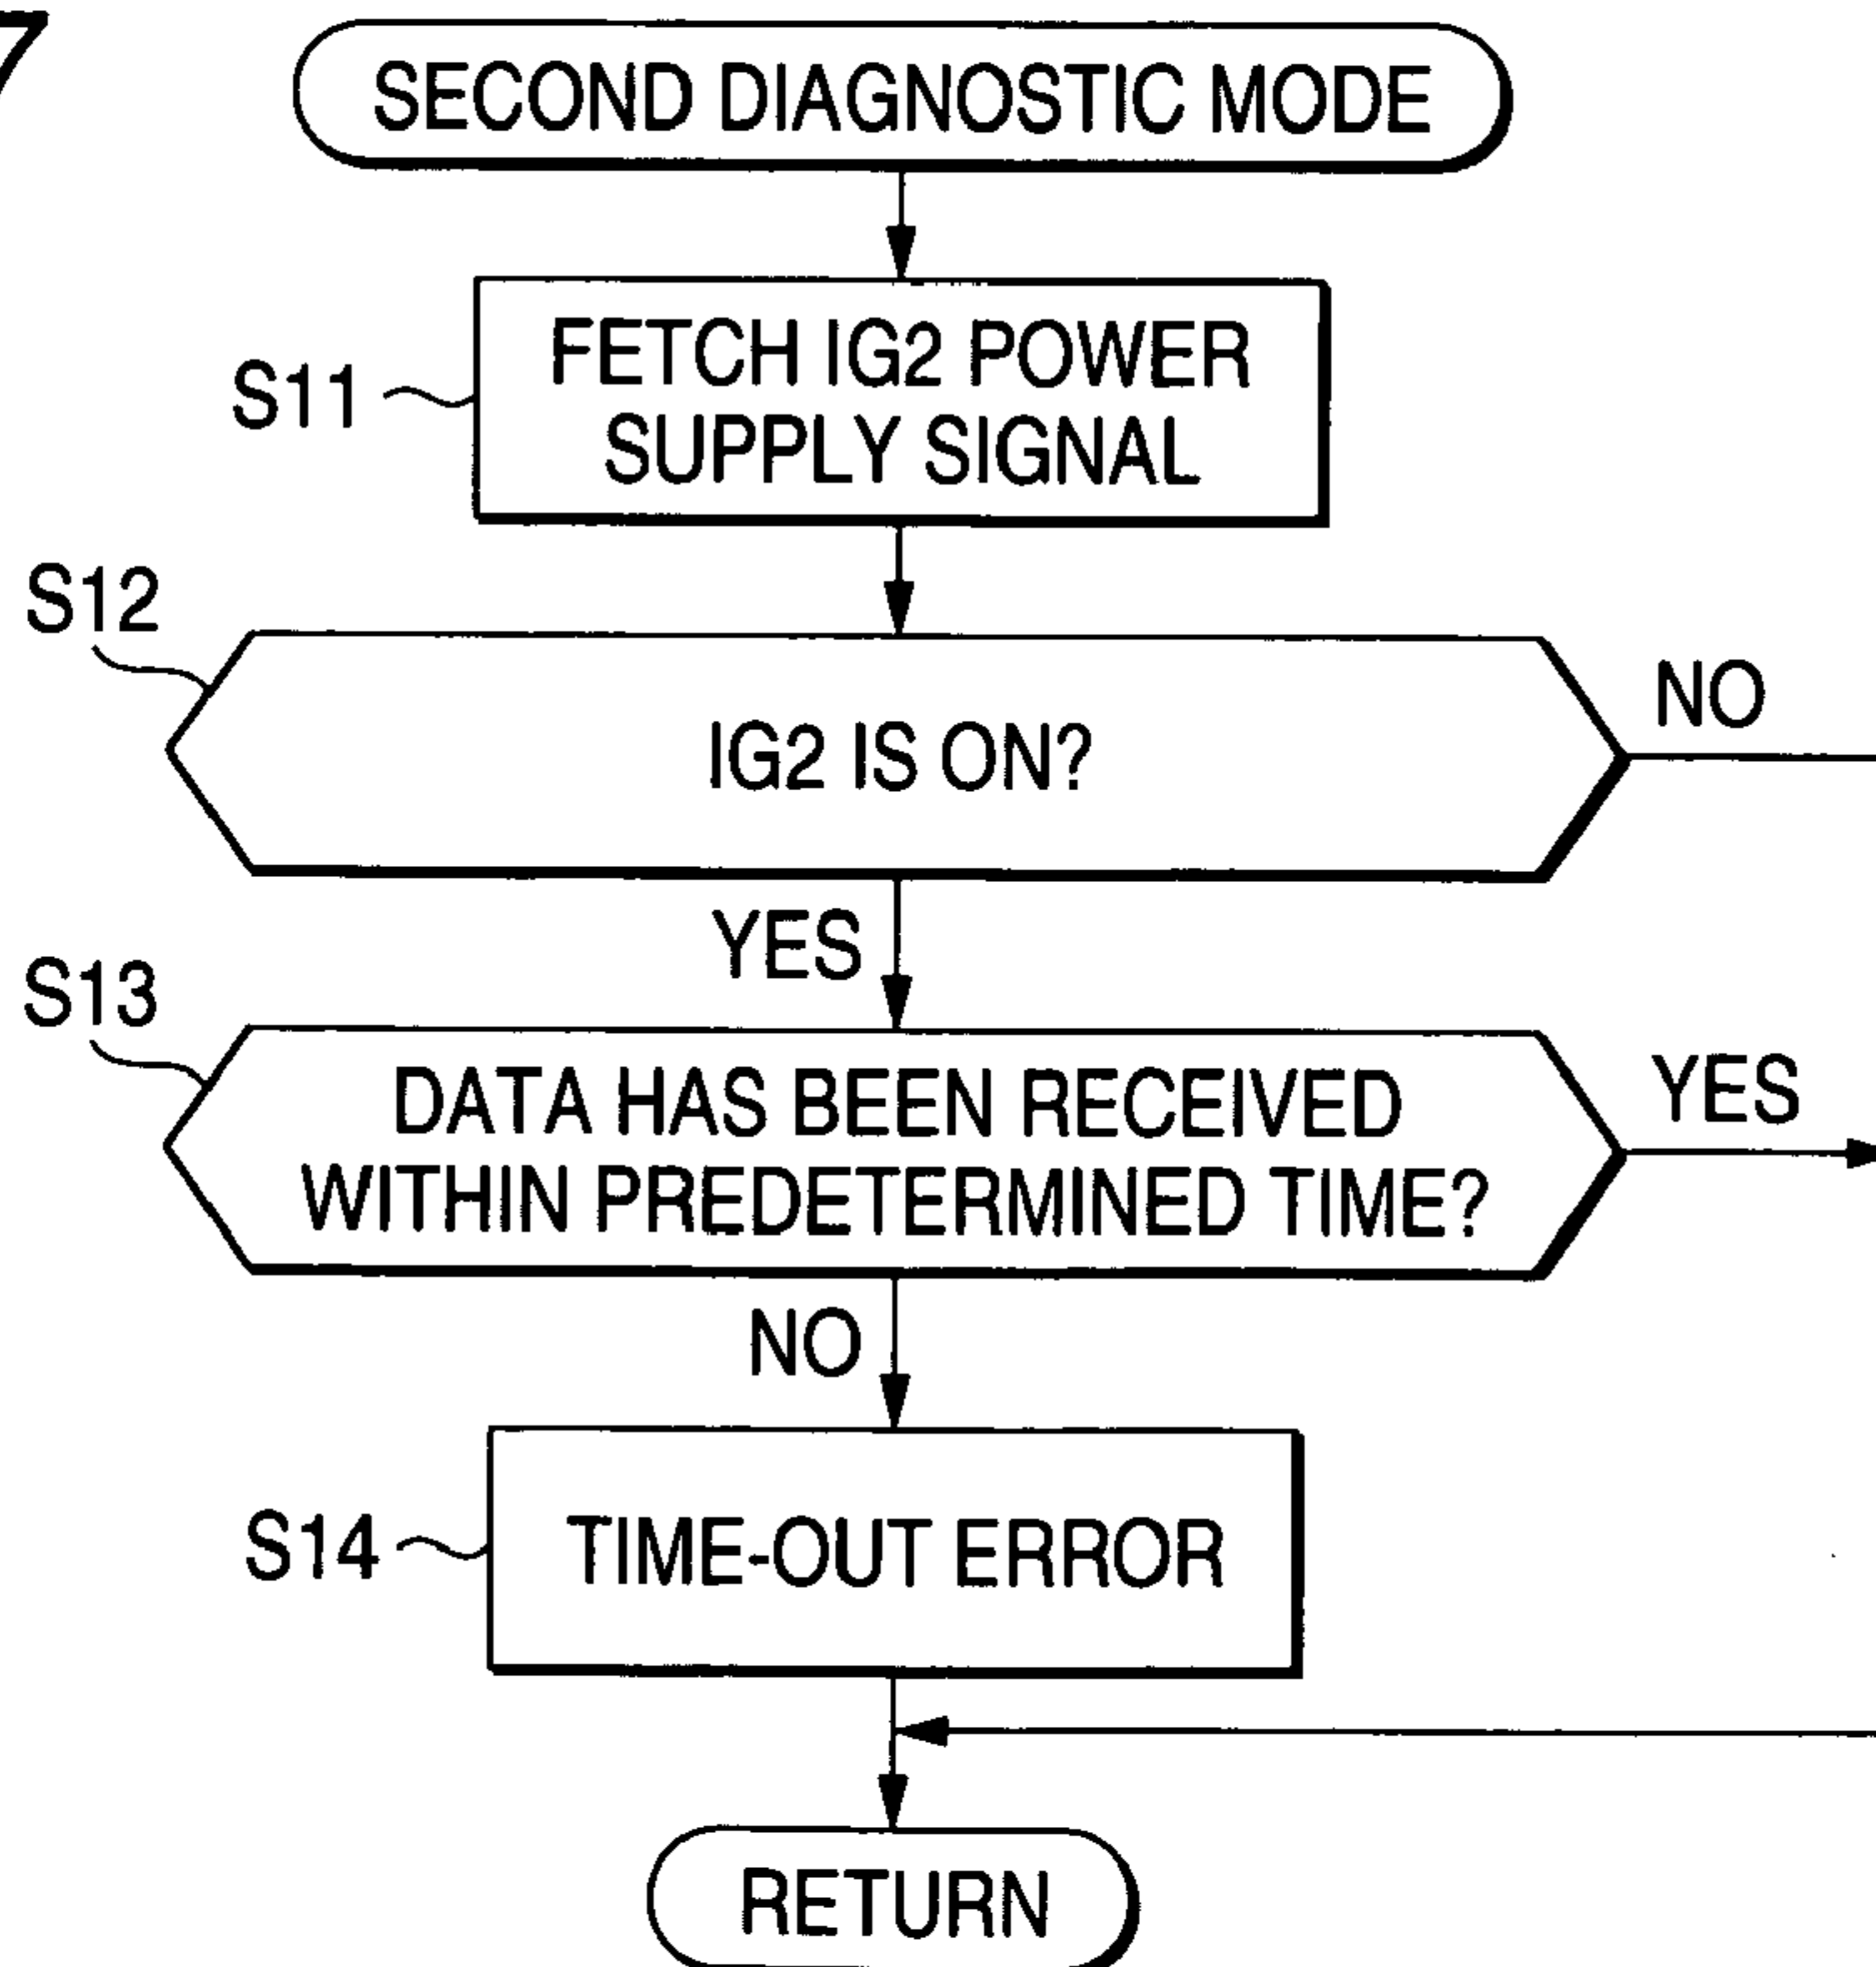 7
SECOND DIAGNOSTIC MODE
S11
FETCH IG2 POWER
SUPPLY SIGNAL
S12
IG2 IS ON?
NO
YES
S13
DATA HAS BEEN RECEIVED
WITHIN PREDETERMINED TIME?
YES
NO
S14
TIME-OUT ERROR
RETURN